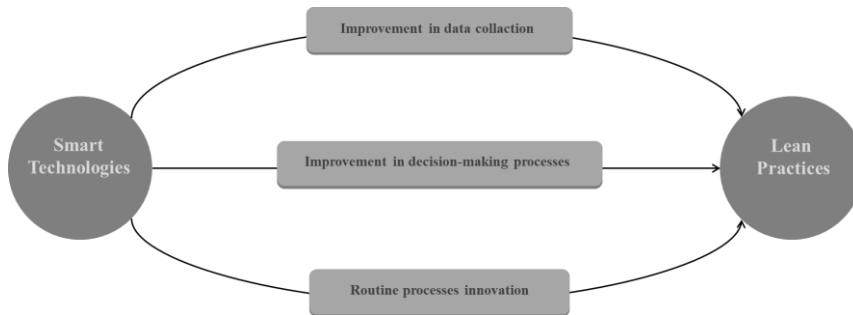 Improvement in data collaction
Smart
Technologies
Improvement in decision-making processes
Lean
Practices
Routine processes innovation